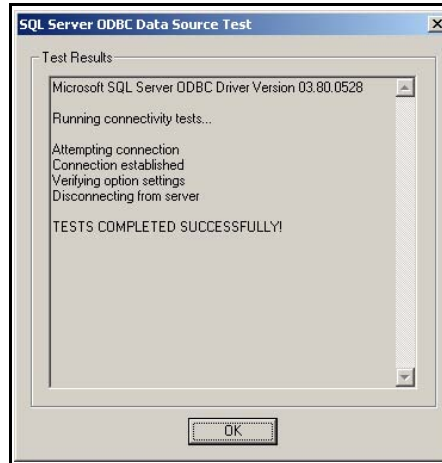 SQL Server ODBC Data Source Test
Test Results
Microsoft SQL Server ODBC Driver Version 03.80.0528
Running connectivity tests...
Attempting connection
Connection established
Verifying option settings
Disconnecting from server
TESTS COMPLETED SUCCESSFULLY!
OK